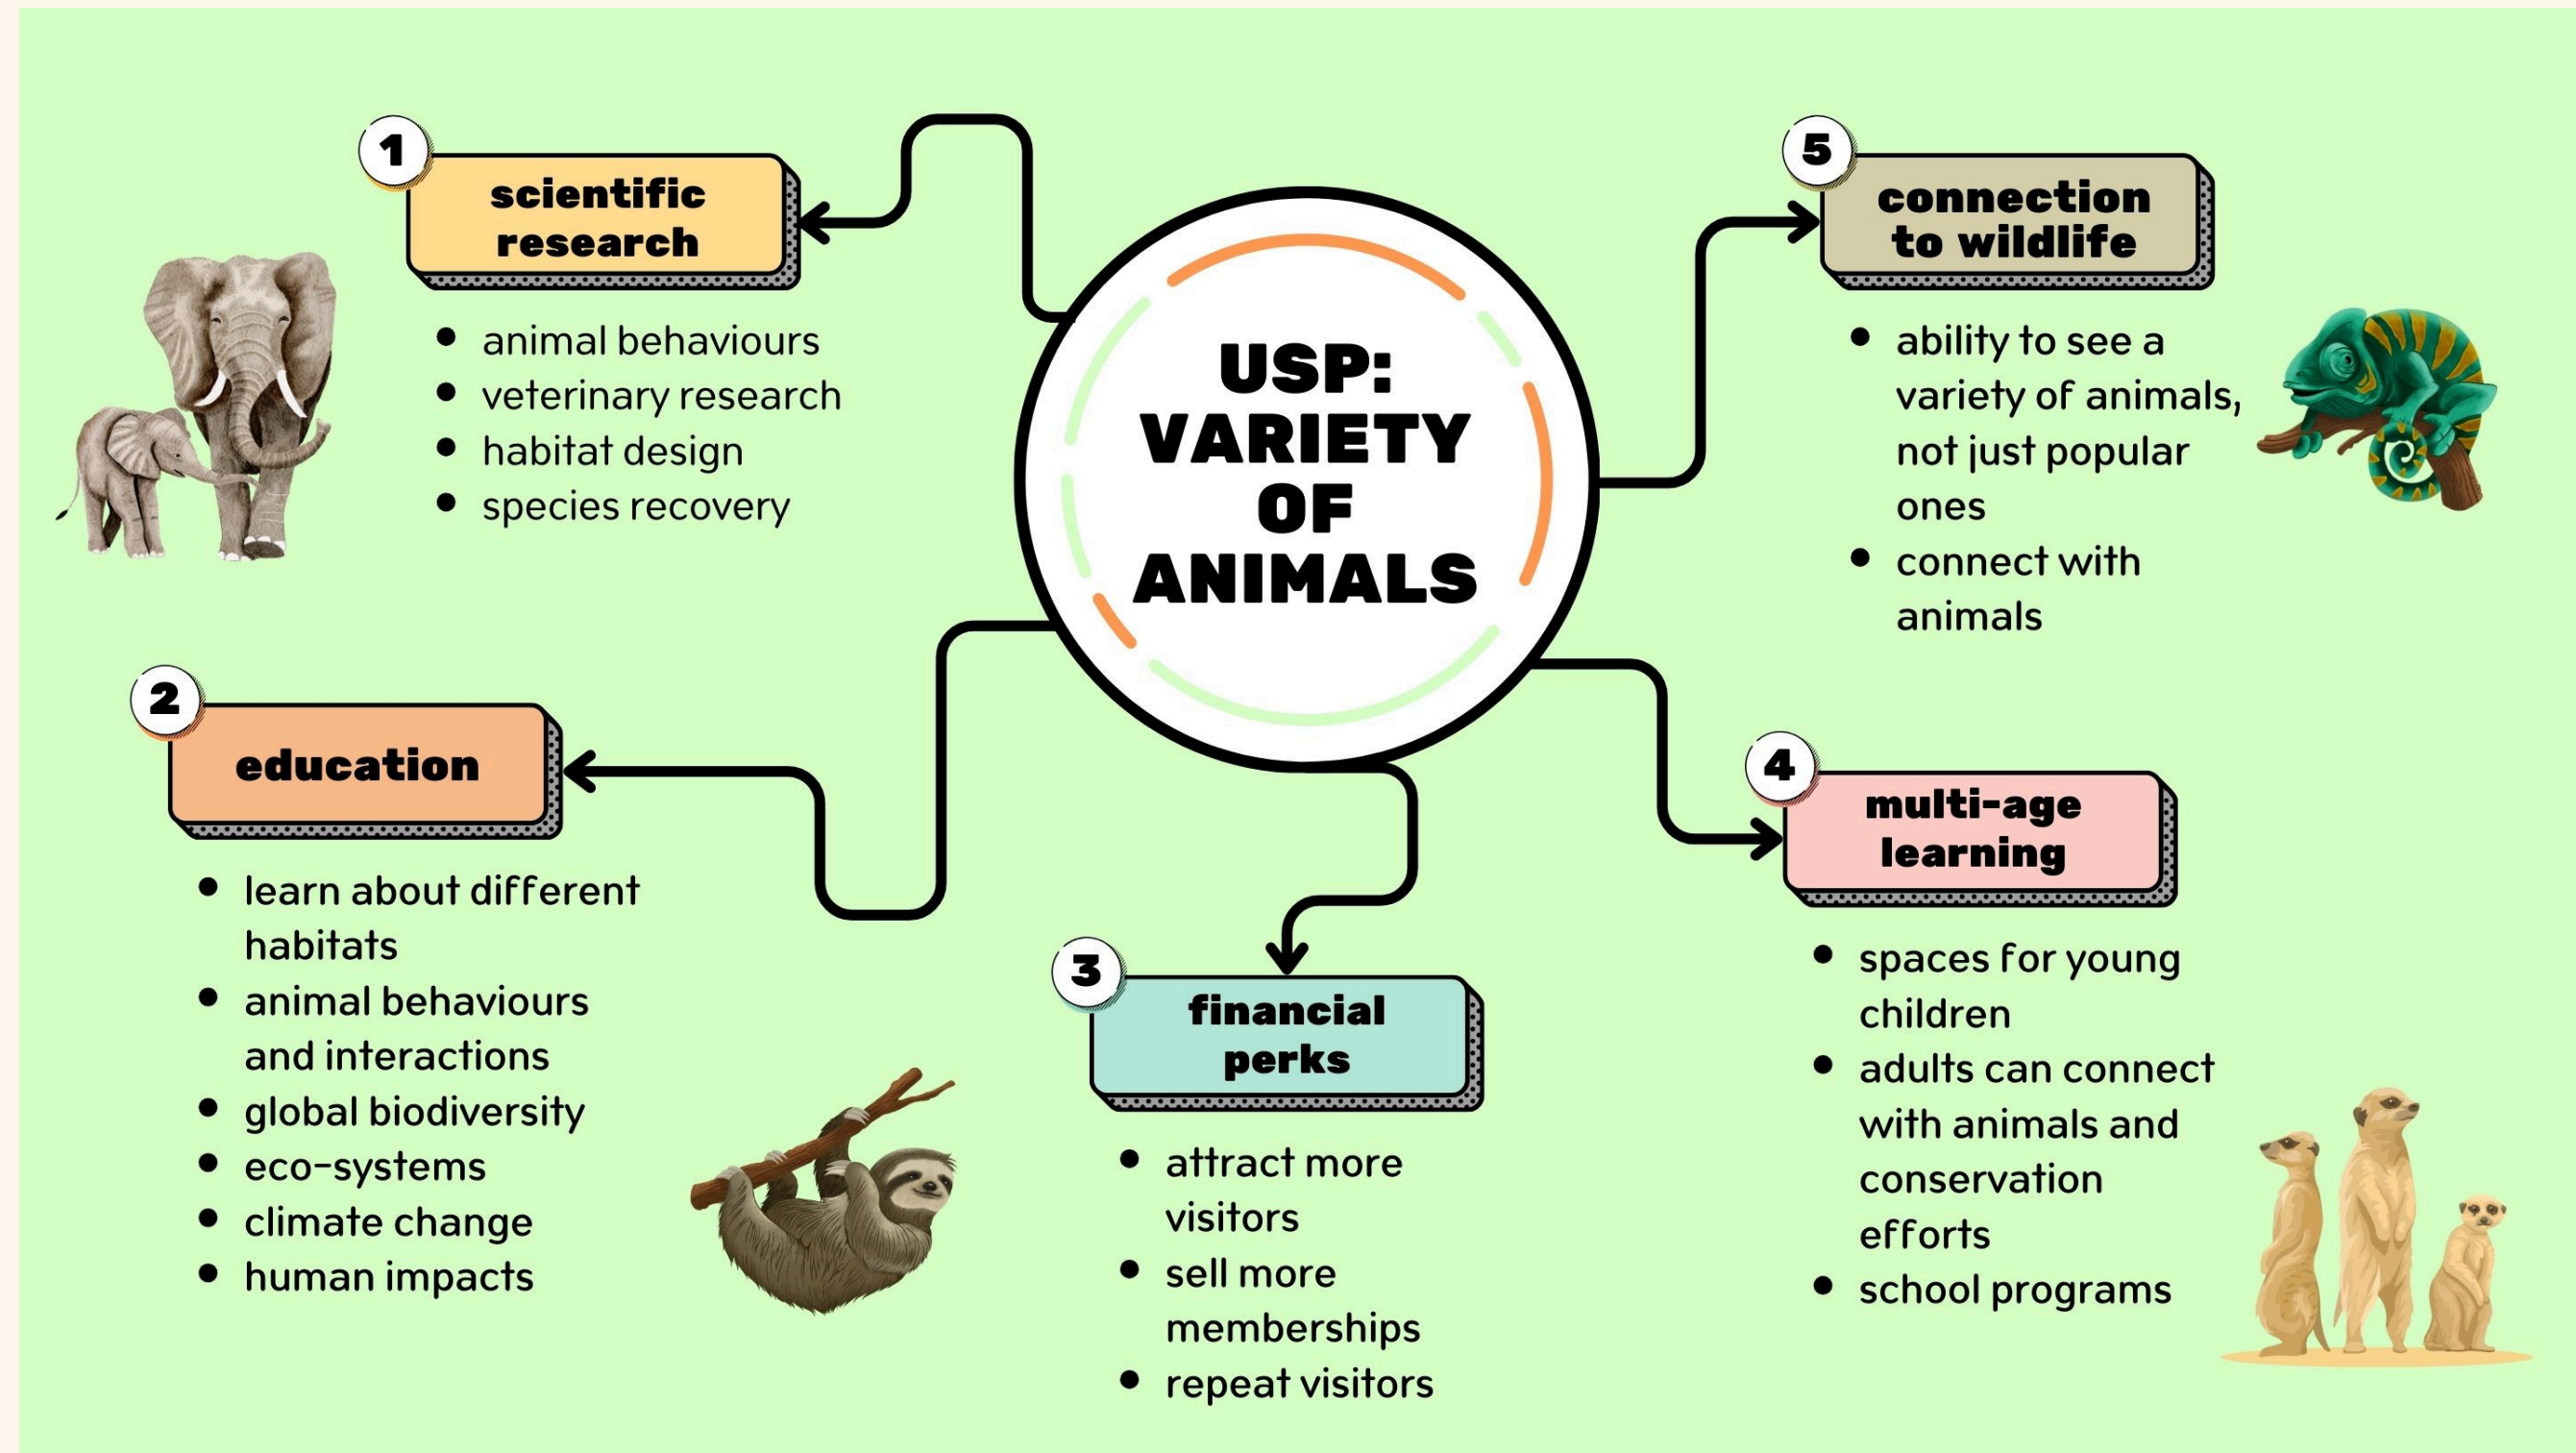 USP:
VARIETY
OF
ANIMALS
1
scientific
research
• animal behaviours
• veterinary research
• habitat design
• species recovery
2
education
• learn about different
habitats
• animal behaviours
and interactions
• global biodiversity
• eco-systems
• climate change
• human impacts
3
financial
perks
• attract more
visitors
• sell more
memberships
• repeat visitors
4
multi-age
learning
• spaces for young
children
• adults can connect
with animals and
conservation
efforts
• school programs
5
connection
to wildlife
• ability to see a
variety of animals,
not just popular
ones
• connect with
animals